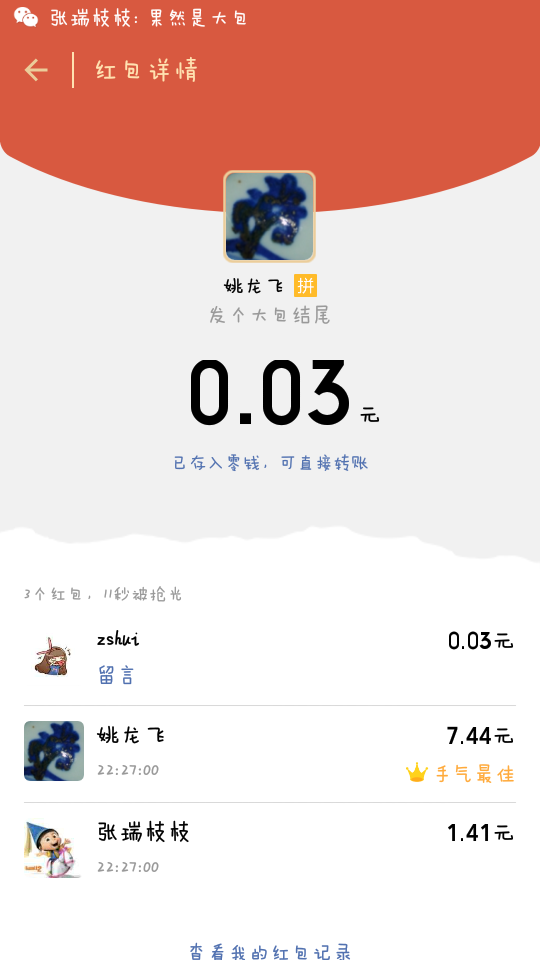 张瑞枝枝: 果然是大包
红包详情
姚龙飞 拼
发个大包结尾
0.03元
已存入零钱，可直接转账
3个红包，11秒被抢光
zshui 0.03元
留言
姚龙飞 7.44元
22:27:00 手气最佳
张瑞枝枝 1.41元
22:27:00
查看我的红包记录